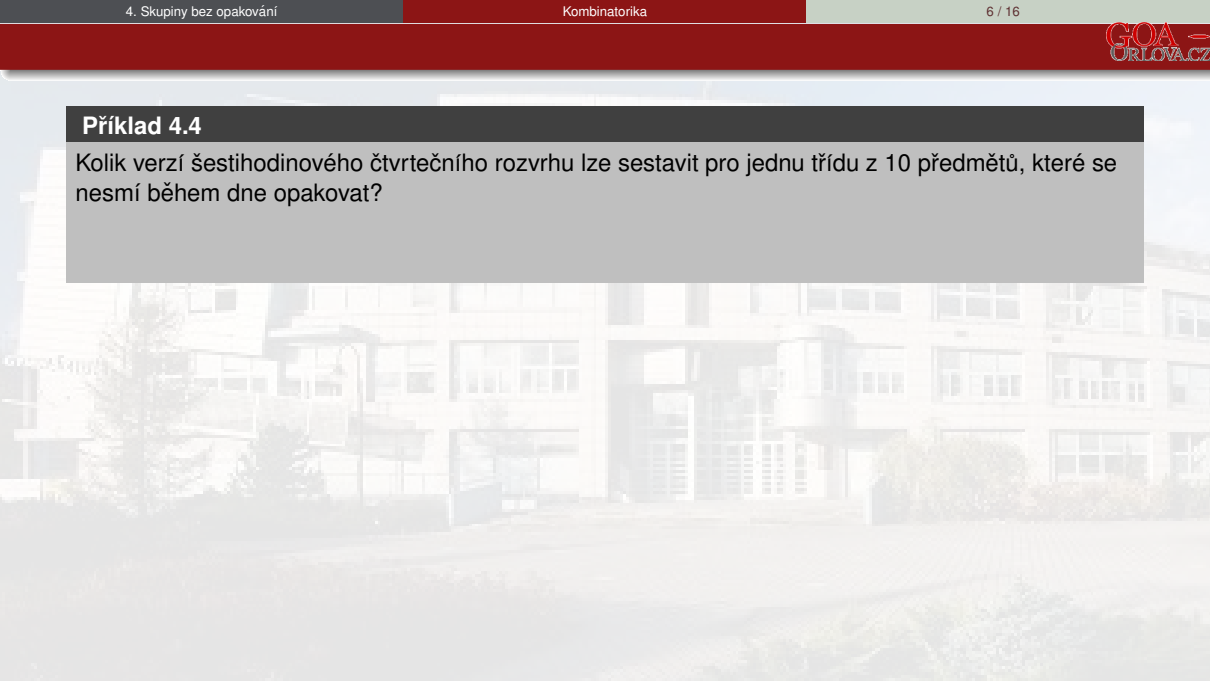 4. Skupiny bez opakování
Kombinatorika
6 / 16
GOA –
ORLOVA.CZ
Příklad 4.4
Kolik verzí šestihodinového čtvrtečního rozvrhu lze sestavit pro jednu třídu z 10 předmětů, které se
nesmí během dne opakovat?